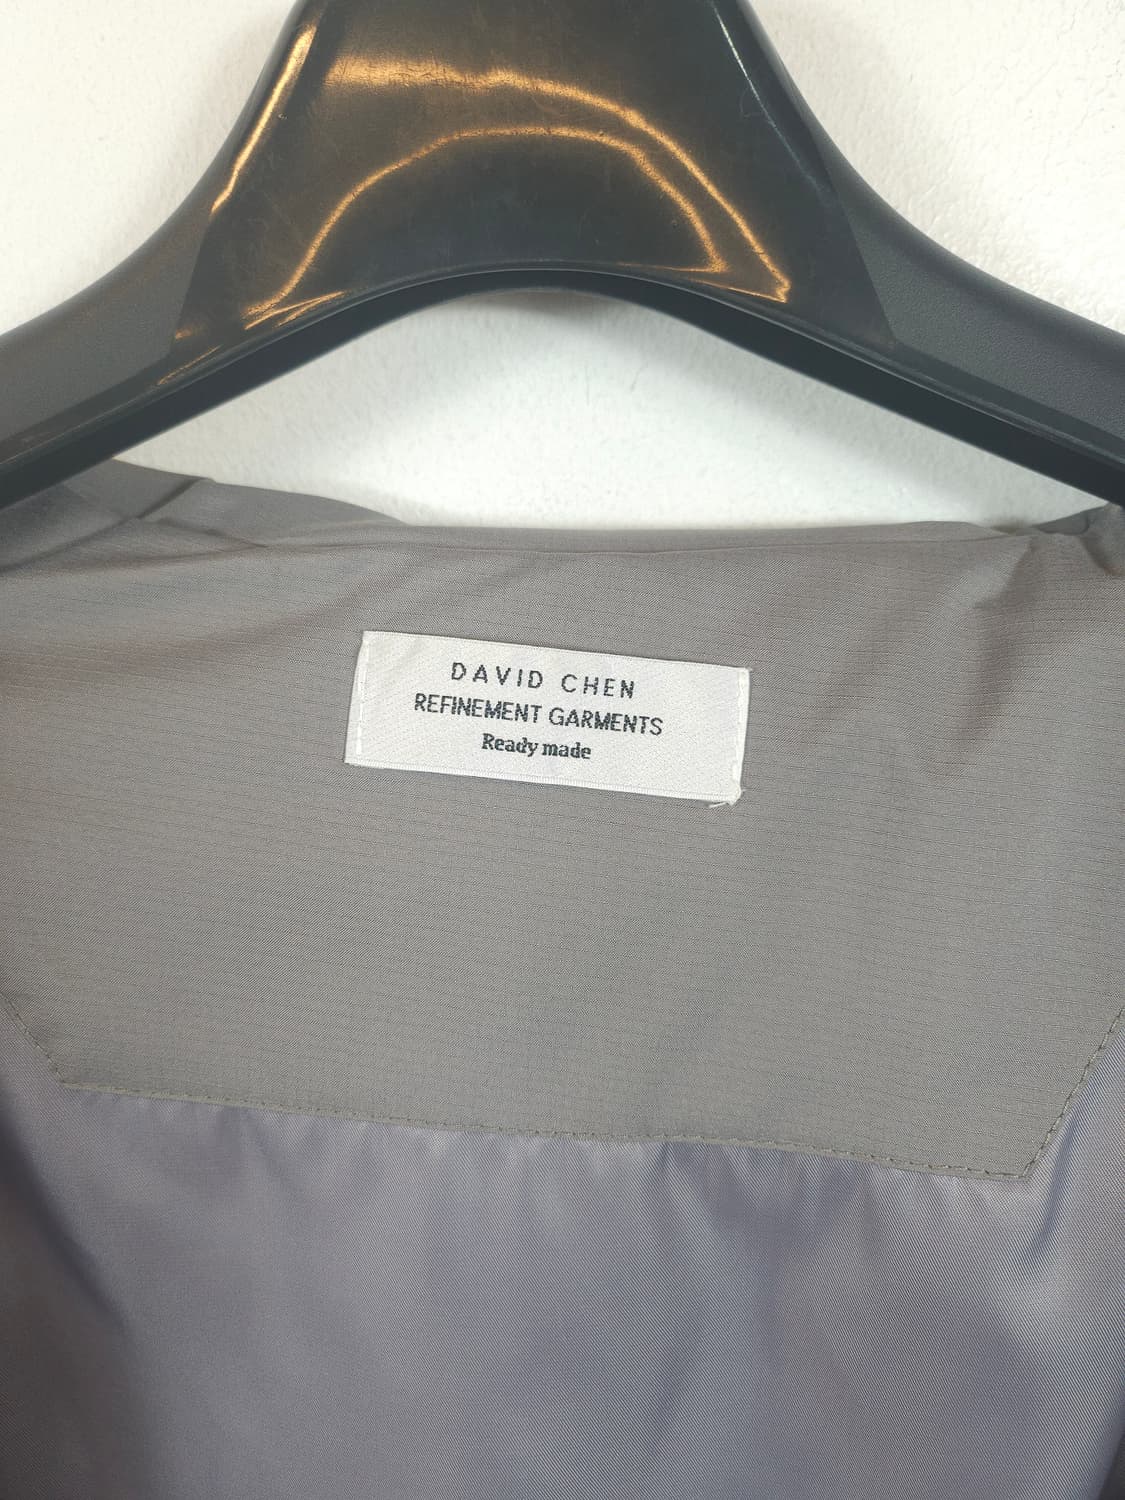 DAVID CHEN
REFINEMENT GARMENTS
Ready made